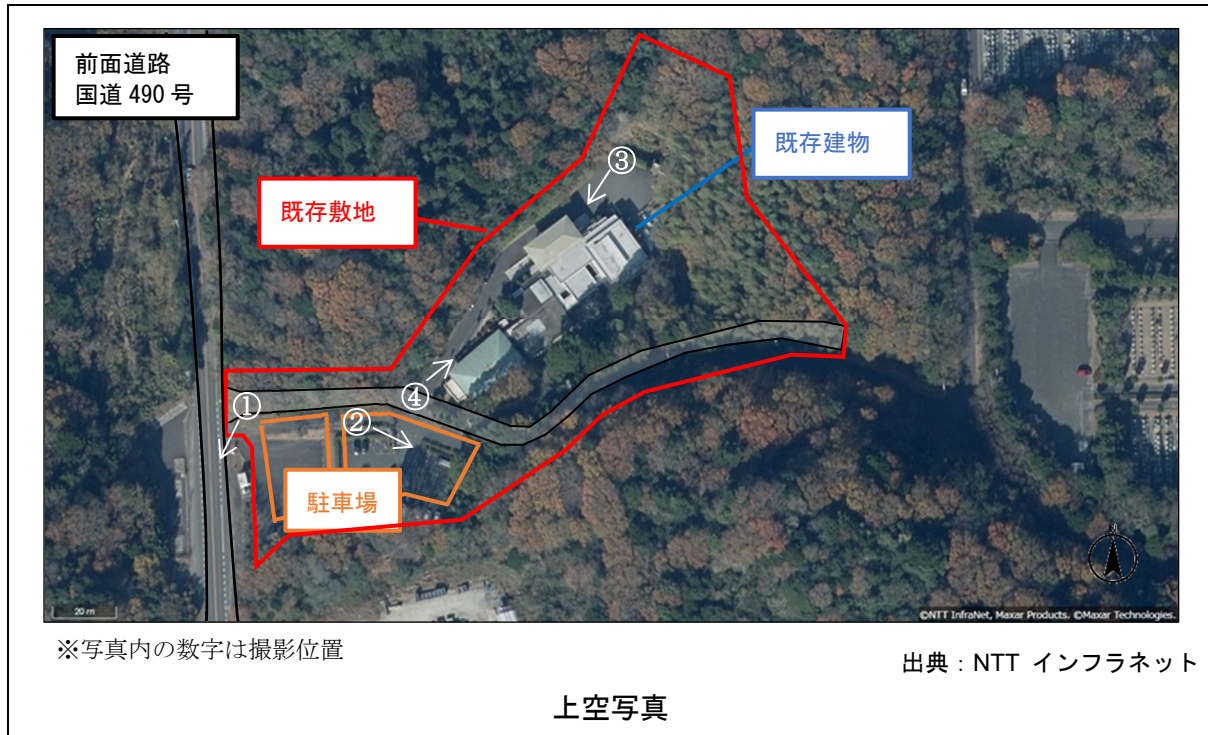 前面道路
国道 490 号
③
既存建物
既存敷地
④
①
②
駐車場
N
20 m
©NTT InfraNet, Maxar Products. ©Maxar Technologies.
※写真内の数字は撮影位置
出典：NTT インフラネット
上空写真